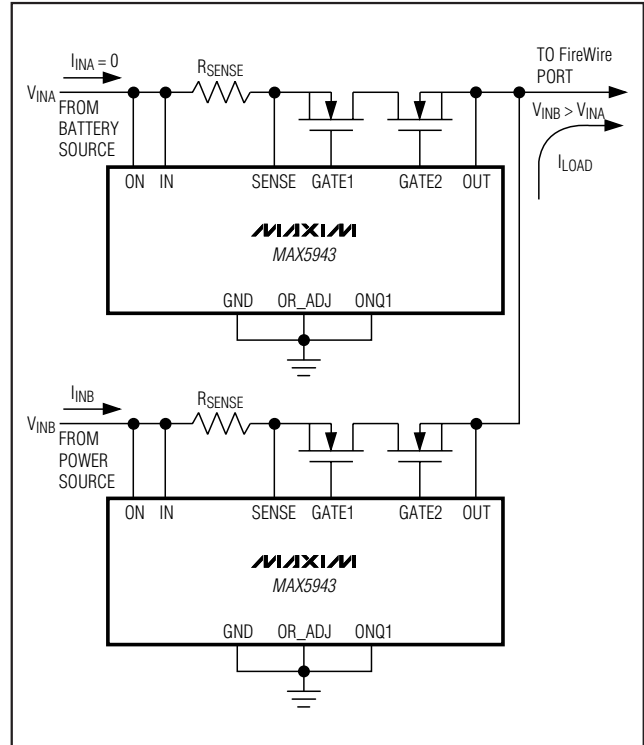 I_INA = 0
R_SENSE
TO FireWire
PORT
V_INA
FROM
BATTERY
SOURCE
V_INB > V_INA
I_LOAD
ON IN SENSE GATE1 GATE2 OUT
MAXIM
MAX5943
GND OR_ADJ ONQ1
I_INB
R_SENSE
V_INB
FROM
POWER
SOURCE
ON IN SENSE GATE1 GATE2 OUT
MAXIM
MAX5943
GND OR_ADJ ONQ1